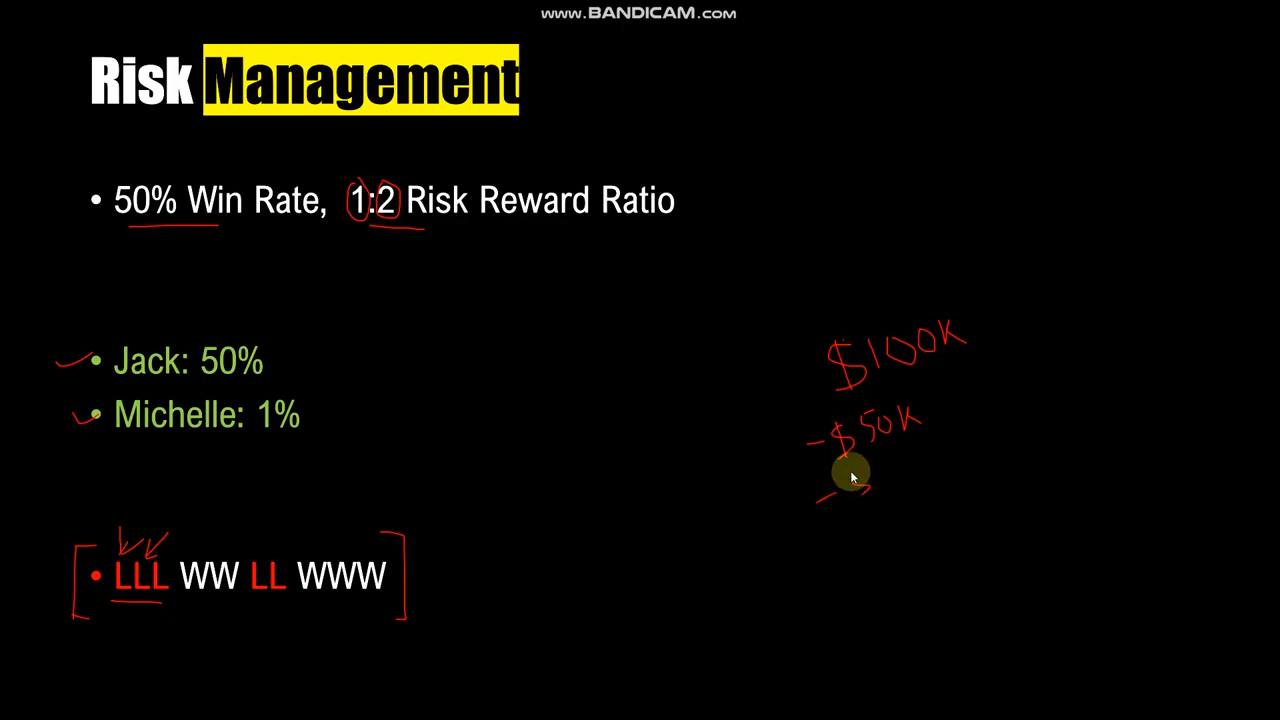 www.BANDICAM.com
Risk Management
• 50% Win Rate, 1:2 Risk Reward Ratio
$100K
• Jack: 50%
• Michelle: 1%
-$50K
-
• LLL WW LL WWW